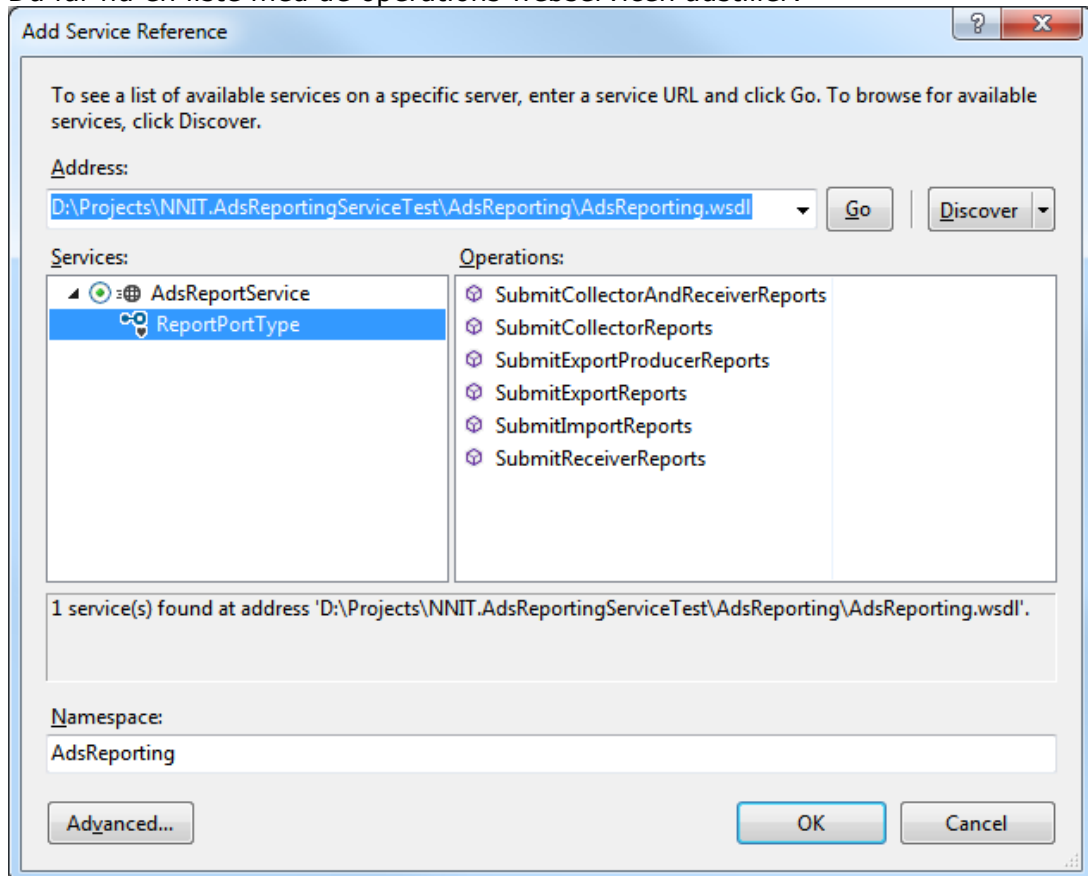 Add Service Reference
To see a list of available services on a specific server, enter a service URL and click Go. To browse for available
services, click Discover.
Address:
D:\Projects\NNIT.AdsReportingServiceTest\AdsReporting\AdsReporting.wsdl
Go
Discover
Services:
Operations:
AdsReportService
ReportPortType
SubmitCollectorAndReceiverReports
SubmitCollectorReports
SubmitExportProducerReports
SubmitExportReports
SubmitImportReports
SubmitReceiverReports
1 service(s) found at address 'D:\Projects\NNIT.AdsReportingServiceTest\AdsReporting\AdsReporting.wsdl'.
Namespace:
AdsReporting
Advanced...
OK
Cancel